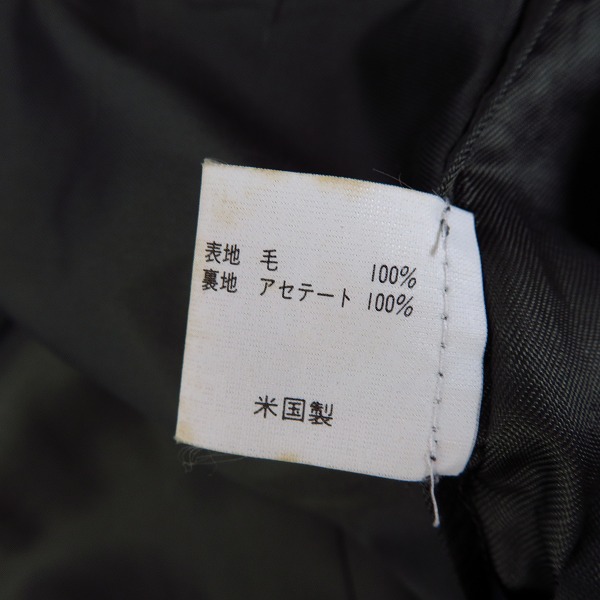 表地 毛 100%
裏地 アセテート 100%
米国製